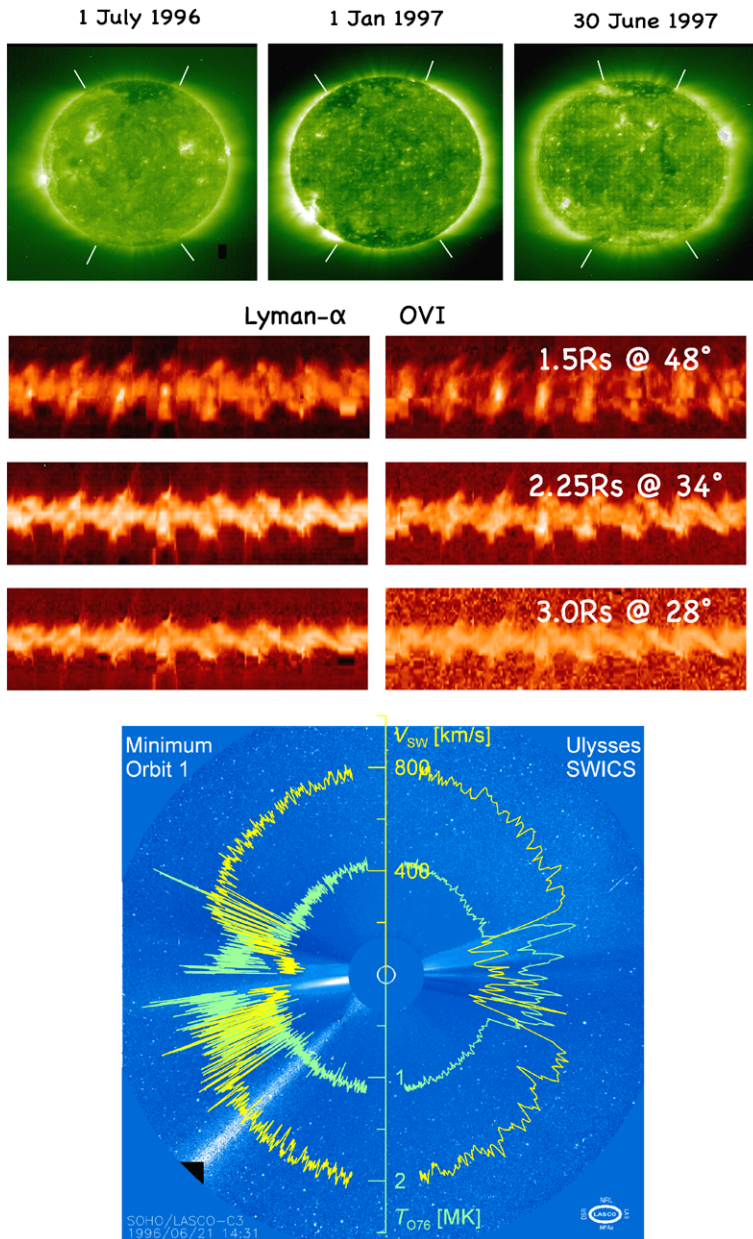 1 July 1996
1 Jan 1997
30 June 1997
Lyman-α
OVI
1.5Rs @ 48°
2.25Rs @ 34°
3.0Rs @ 28°
Minimum
Orbit 1
V_SW [km/s]
Ulysses
SWICS
800
400
1
2
T_O76 [MK]
SOHO/LASCO-C3
1996/06/21 14:31
NRL
LASCO